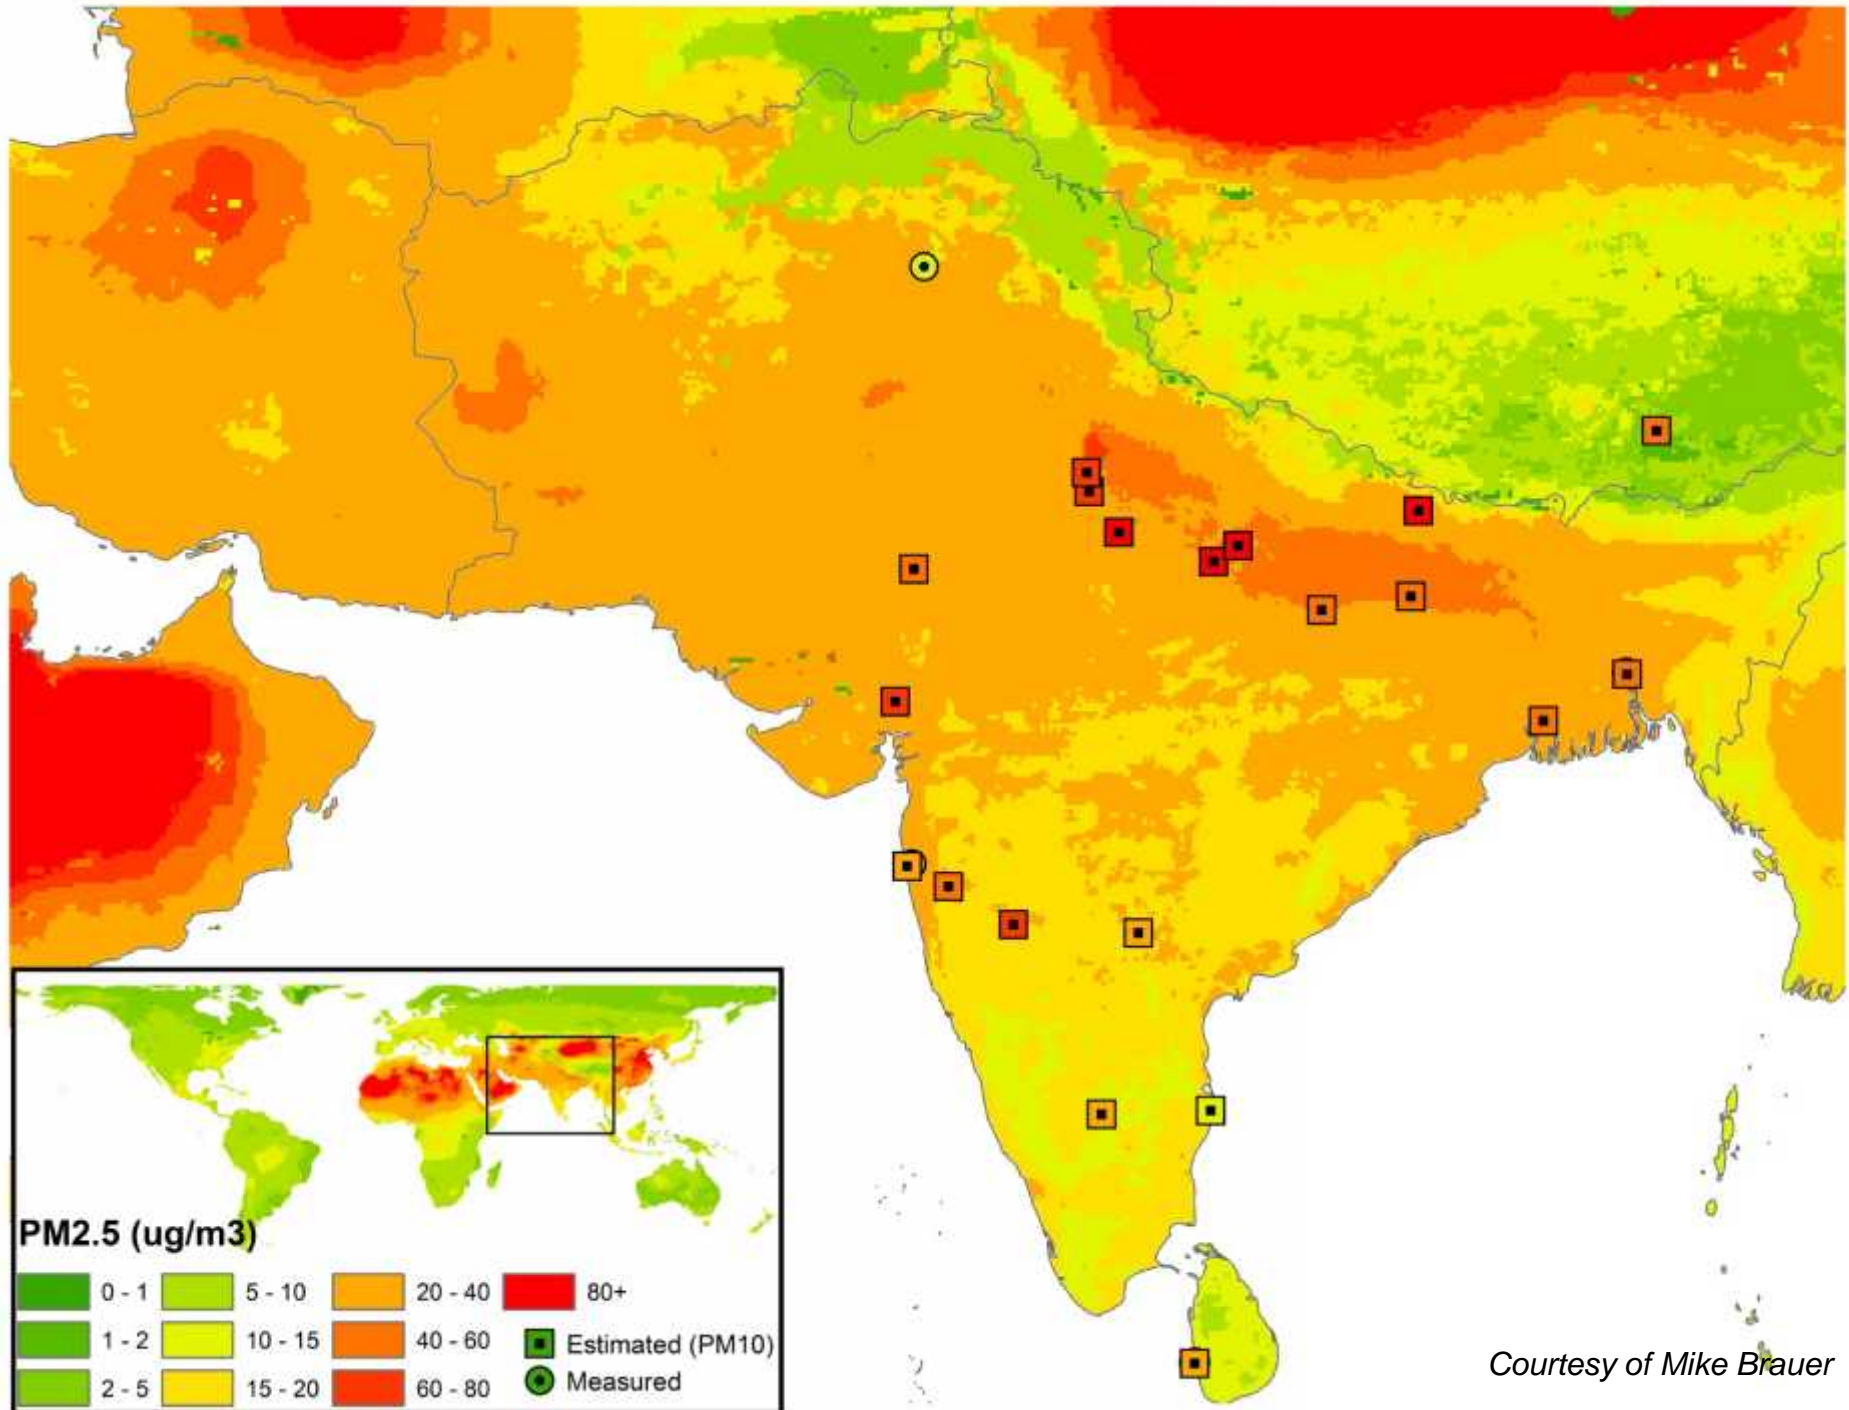 PM2.5 (ug/m3)
0 - 1
5 - 10
20 - 40
80+
1 - 2
10 - 15
40 - 60
Estimated (PM10)
2 - 5
15 - 20
60 - 80
Measured
Courtesy of Mike Brauer